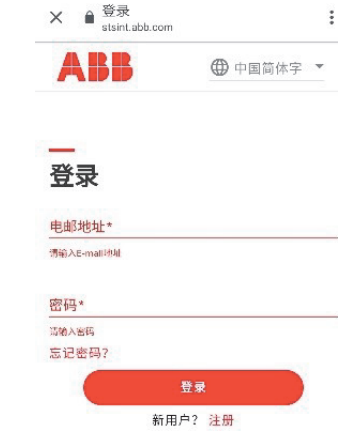 登录
stsint.abb.com
ABB
中国简体字
登录
电邮地址*
请输入E-mail地址
密码*
请输入密码
忘记密码？
登录
新用户？ 注册